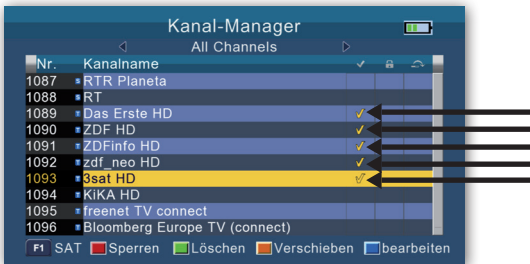 Kanal-Manager
All Channels
Nr. Kanalname
1087 S RTR Planeta
1088 S RT
1089 T Das Erste HD
1090 T ZDF HD
1091 T ZDFinfo HD
1092 T zdf_neo HD
1093 T 3sat HD
1094 T KiKA HD
1095 T freenet TV connect
1096 T Bloomberg Europe TV (connect)
F1 SAT Sperren Löschen Verschieben bearbeiten